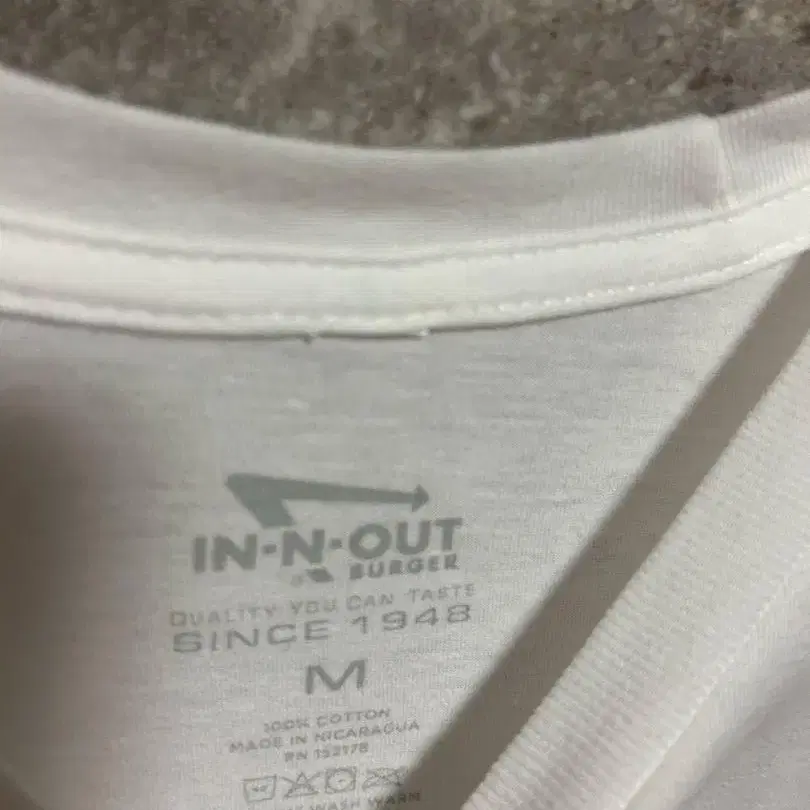 IN-N-OUT
BURGER
QUALITY YOU CAN TASTE
SINCE 1948
M
100% COTTON
MADE IN NICARAGUA
RN 152178
WASH WARM